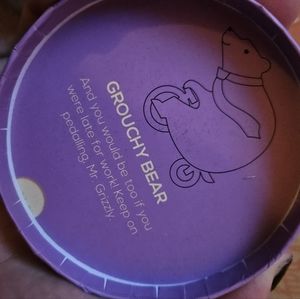 GROUCHY BEAR
And you would be too if you
were late for work! Keep on
pedalling, Mr. Grizzly.